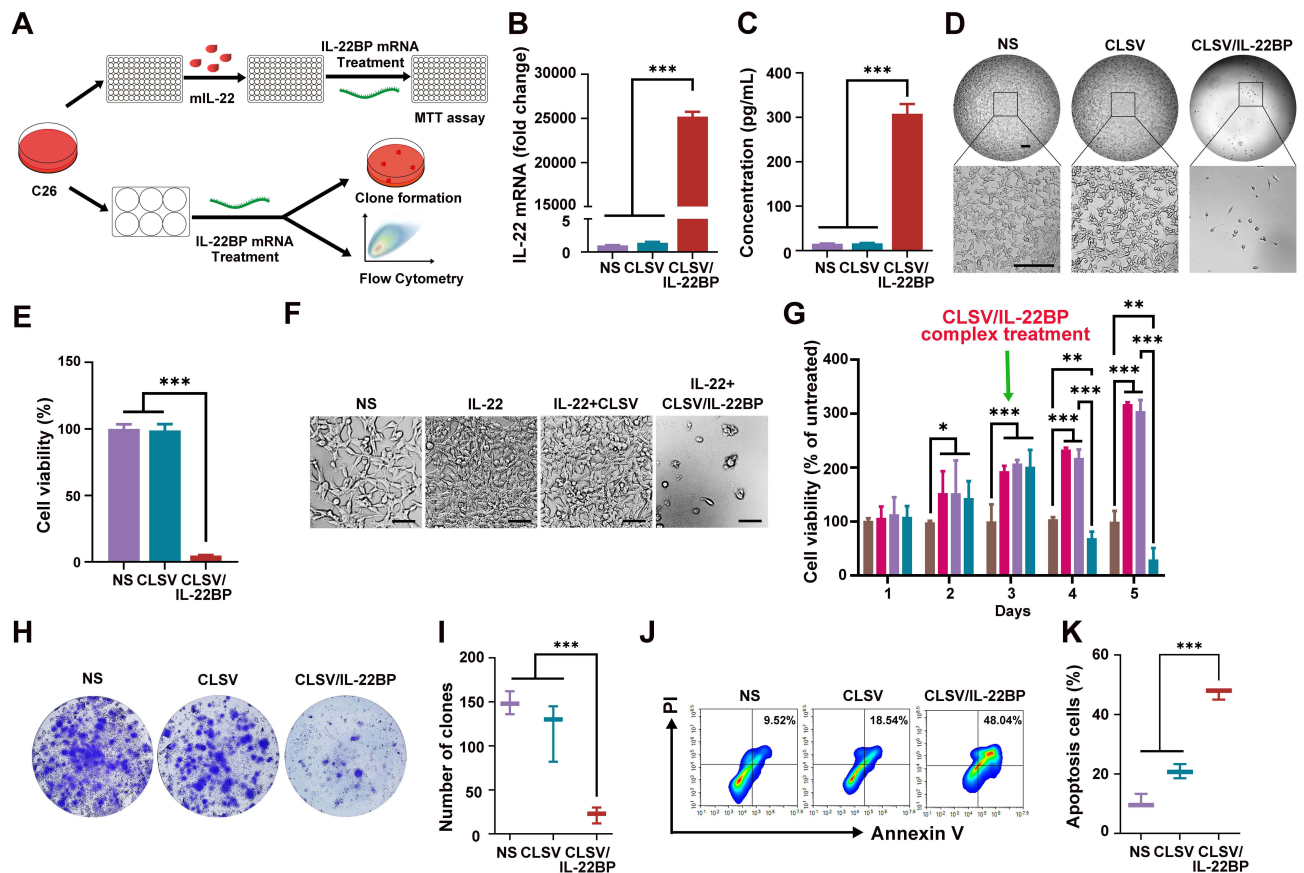 A
mIL-22
IL-22BP mRNA
Treatment
MTT assay
C26
IL-22BP mRNA
Treatment
Clone formation
Flow Cytometry
B
IL-22 mRNA (fold change)
30000
25000
20000
15000
5
0
***
NS CLSV CLSV/
IL-22BP
C
Concentration (pg/mL)
400
300
200
100
0
***
NS CLSV CLSV/
IL-22BP
D
NS CLSV CLSV/IL-22BP
E
Cell viability (%)
150
100
50
0
***
NS CLSV CLSV/
IL-22BP
F
NS IL-22 IL-22+CLSV IL-22+
CLSV/IL-22BP
G
CLSV/IL-22BP
complex treatment
Cell viability (% of untreated)
400
300
200
100
0
*
***
**
***
***
**
***
***
1 2 3 4 5
Days
H
NS CLSV CLSV/IL-22BP
I
Number of clones
200
150
100
50
0
***
NS CLSV CLSV/
IL-22BP
J
PI
NS CLSV CLSV/IL-22BP
9.52% 18.54% 48.04%
Annexin V
K
Apoptosis cells (%)
60
40
20
0
***
NS CLSV CLSV/
IL-22BP